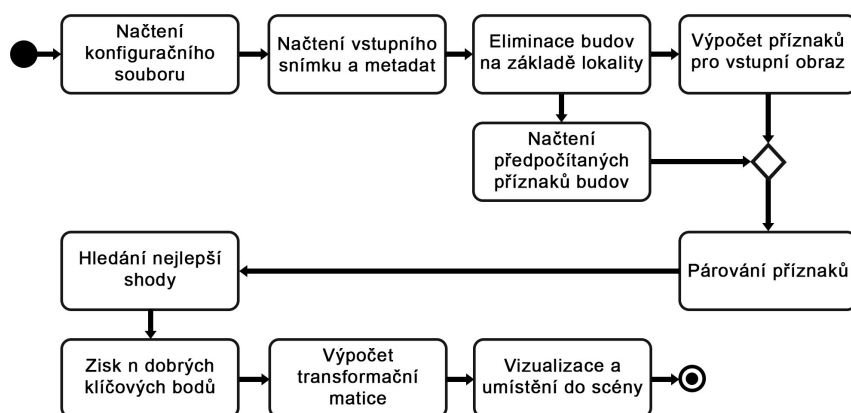 Načtení
konfiguračního
souboru
Načtení vstupního
snímku a metadat
Eliminace budov
na základě lokality
Výpočet příznaků
pro vstupní obraz
Načtení
předpočítaných
příznaků budov
Párování příznaků
Hledání nejlepší
shody
Zisk n dobrých
klíčových bodů
Výpočet
transformační
matice
Vizualizace a
umístění do scény